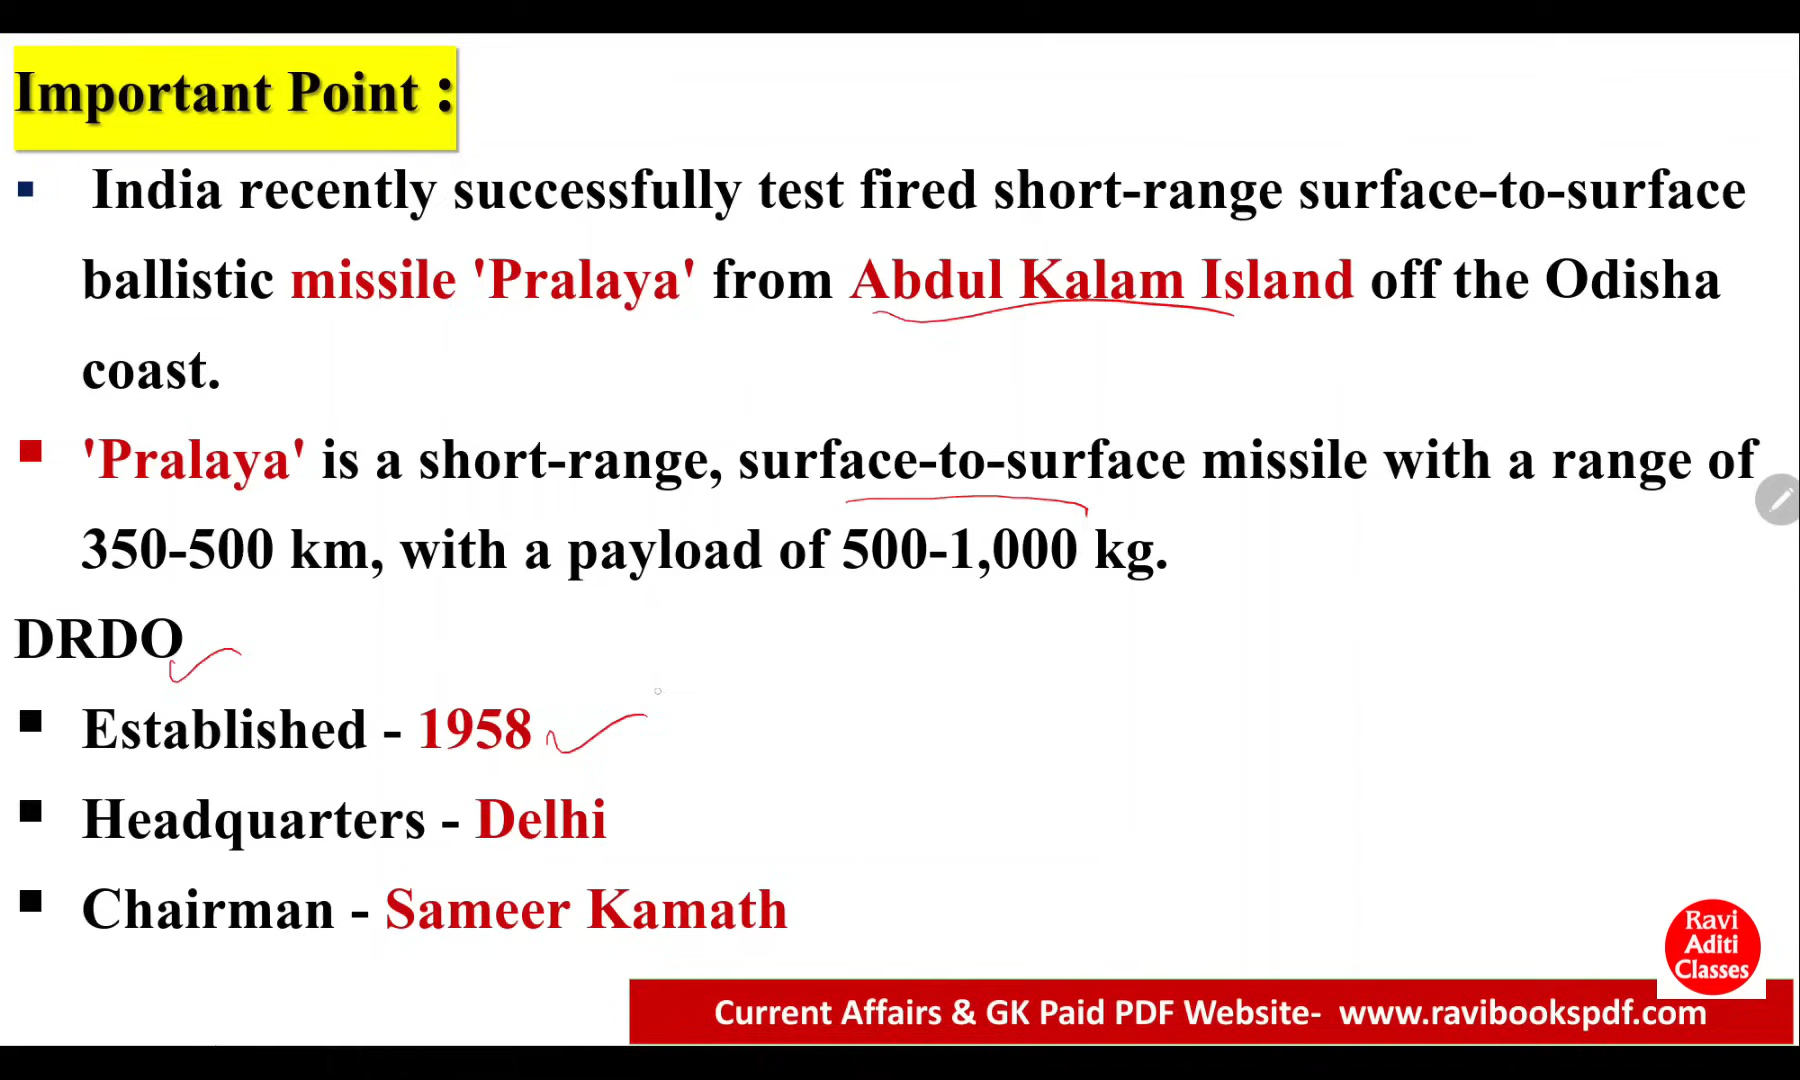 Important Point :
▪ India recently successfully test fired short-range surface-to-surface
ballistic missile 'Pralaya' from Abdul Kalam Island off the Odisha
coast.
▪ 'Pralaya' is a short-range, surface-to-surface missile with a range of
350-500 km, with a payload of 500-1,000 kg.
DRDO
▪ Established - 1958
▪ Headquarters - Delhi
▪ Chairman - Sameer Kamath
Ravi
Aditi
Classes
Current Affairs & GK Paid PDF Website- www.ravibookspdf.com